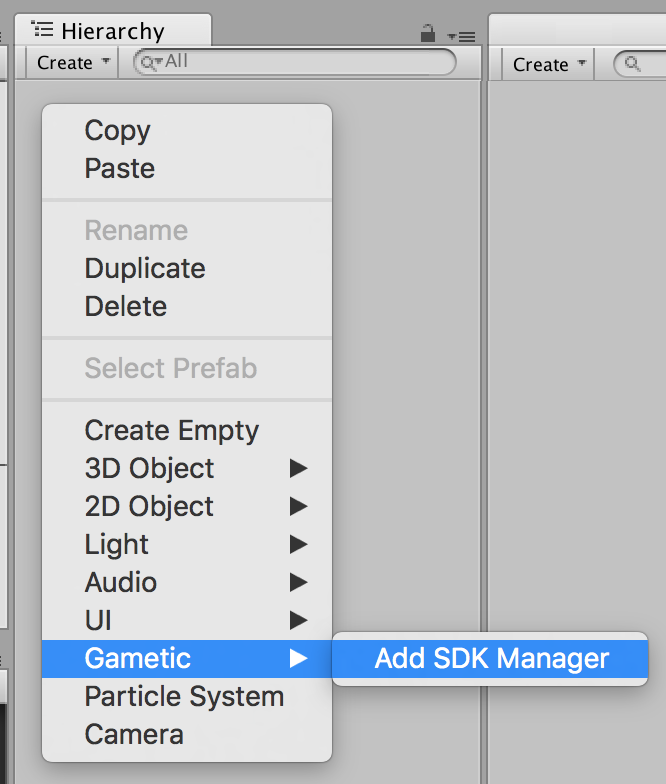 Hierarchy
Create All
Create
Copy
Paste
Rename
Duplicate
Delete
Select Prefab
Create Empty
3D Object
2D Object
Light
Audio
UI
Gametic Add SDK Manager
Particle System
Camera